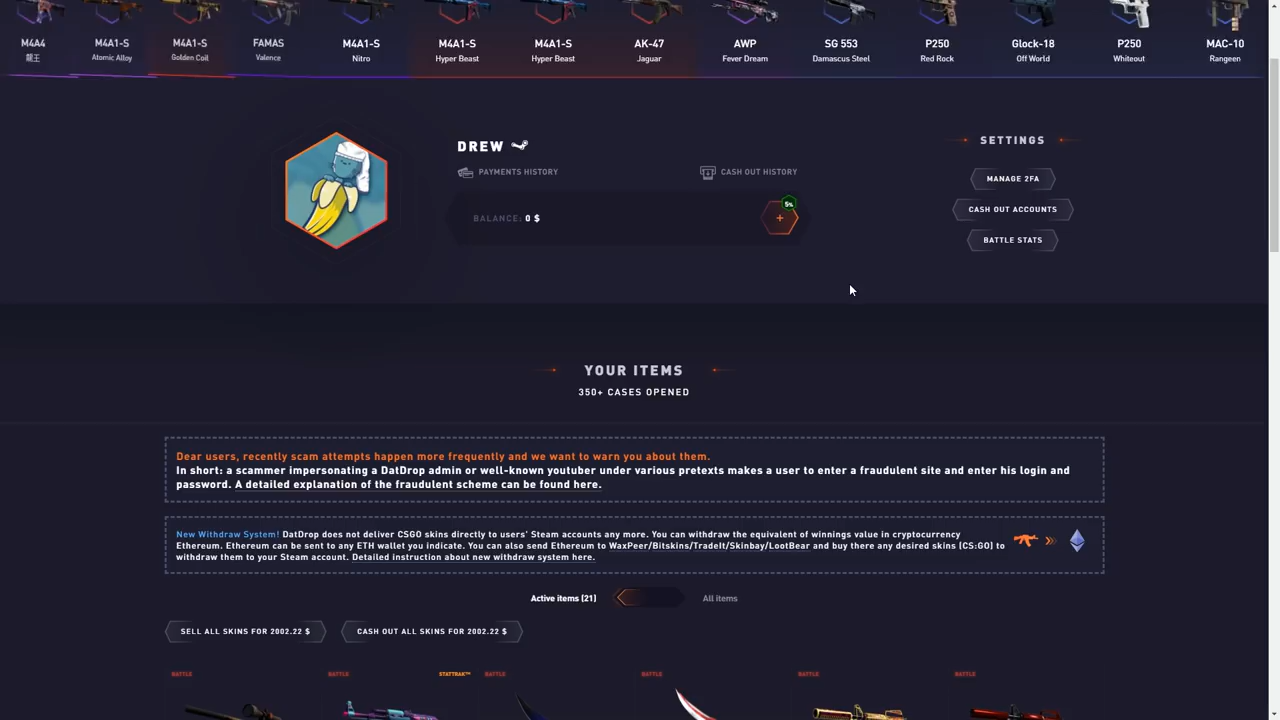 M4A4
龍王
M4A1-S
Atomic Alloy
M4A1-S
Golden Coil
FAMAS
Valence
M4A1-S
Nitro
M4A1-S
Hyper Beast
M4A1-S
Hyper Beast
AK-47
Jaguar
AWP
Fever Dream
SG 553
Damascus Steel
P250
Red Rock
Glock-18
Off World
P250
Whiteout
MAC-10
Rangeen
DREW
PAYMENTS HISTORY
CASH OUT HISTORY
BALANCE: 0 $
5%
+
SETTINGS
MANAGE 2FA
CASH OUT ACCOUNTS
BATTLE STATS
YOUR ITEMS
350+ CASES OPENED
Dear users, recently scam attempts happen more frequently and we want to warn you about them.
In short: a scammer impersonating a DatDrop admin or well-known youtuber under various pretexts makes a user to enter a fraudulent site and enter his login and
password. A detailed explanation of the fraudulent scheme can be found here.
New Withdraw System! DatDrop does not deliver CSGO skins directly to users' Steam accounts any more. You can withdraw the equivalent of winnings value in cryptocurrency
Ethereum. Ethereum can be sent to any ETH wallet you indicate. You can also send Ethereum to WaxPeer/Bitskins/TradeIt/Skinbay/LootBear and buy there any desired skins (CS:GO) to
withdraw them to your Steam account. Detailed instruction about new withdraw system here.
Active items (21)
All items
SELL ALL SKINS FOR 2002.22 $
CASH OUT ALL SKINS FOR 2002.22 $
BATTLE
BATTLE
STATTRAK™
BATTLE
BATTLE
BATTLE
BATTLE